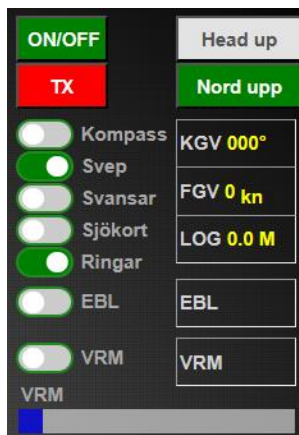 ON/OFF Head up
TX Nord upp
Kompass KGV 000°
Svep
Svansar FGV 0 kn
Sjökort LOG 0.0 M
Ringar
EBL EBL
VRM VRM
VRM